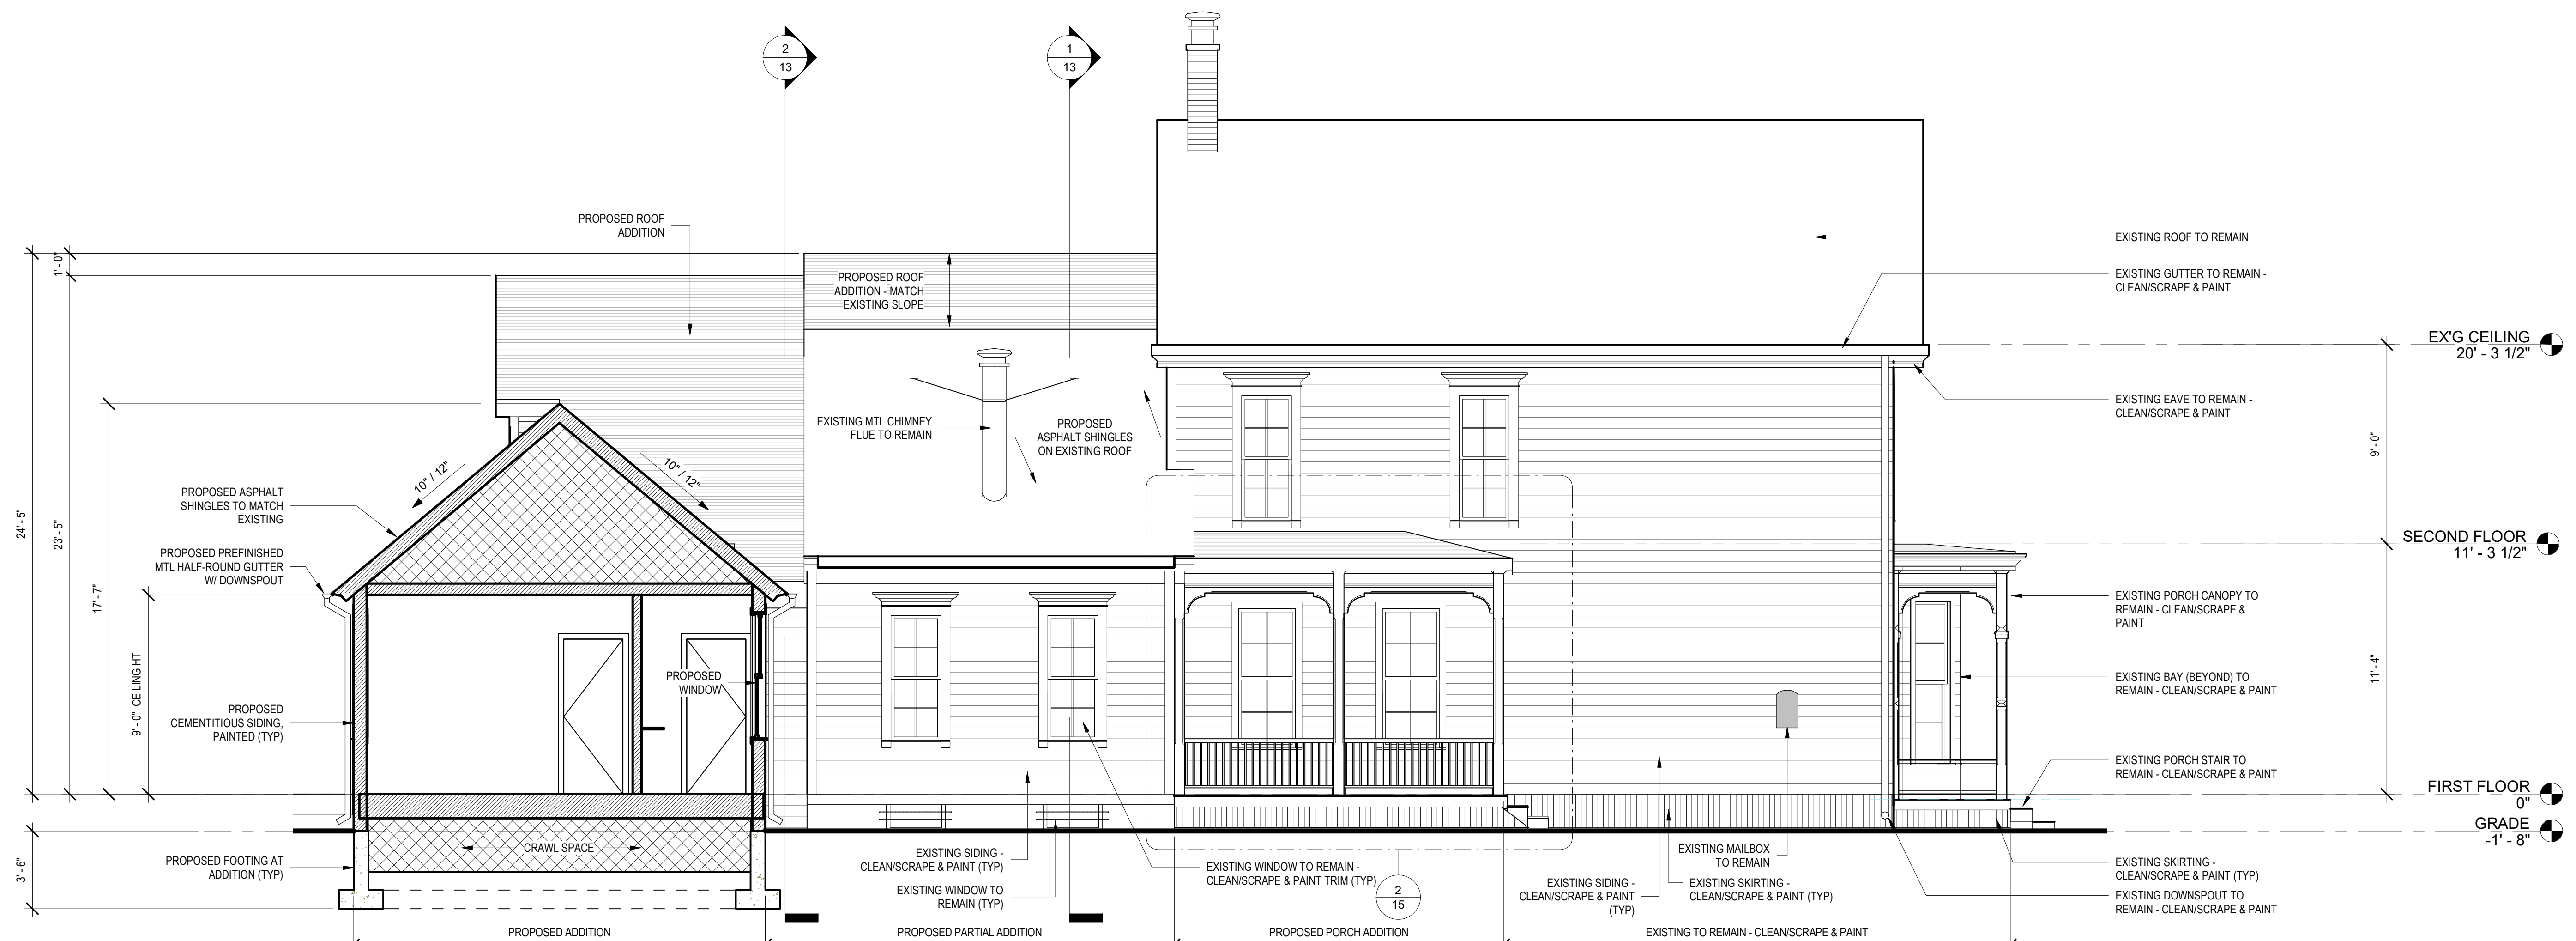 2
13
1
13
PROPOSED ROOF
ADDITION
PROPOSED ROOF
ADDITION - MATCH
EXISTING SLOPE
EXISTING MTL CHIMNEY
FLUE TO REMAIN
PROPOSED
ASPHALT SHINGLES
ON EXISTING ROOF
1' - 0"
24' - 5"
23' - 5"
17' - 7"
9' - 0" CEILING HT
3' - 6"
10" / 12"
10" / 12"
PROPOSED ASPHALT
SHINGLES TO MATCH
EXISTING
PROPOSED PREFINISHED
MTL HALF-ROUND GUTTER
W/ DOWNSPOUT
PROPOSED
CEMENTITIOUS SIDING,
PAINTED (TYP)
PROPOSED FOOTING AT
ADDITION (TYP)
PROPOSED
WINDOW
CRAWL SPACE
EXISTING SIDING -
CLEAN/SCRAPE & PAINT (TYP)
EXISTING WINDOW TO
REMAIN (TYP)
EXISTING WINDOW TO REMAIN -
CLEAN/SCRAPE & PAINT TRIM (TYP)
2
15
EXISTING SIDING -
CLEAN/SCRAPE & PAINT
(TYP)
EXISTING MAILBOX
TO REMAIN
EXISTING SKIRTING -
CLEAN/SCRAPE & PAINT (TYP)
EXISTING ROOF TO REMAIN
EXISTING GUTTER TO REMAIN -
CLEAN/SCRAPE & PAINT
EXISTING EAVE TO REMAIN -
CLEAN/SCRAPE & PAINT
EXISTING PORCH CANOPY TO
REMAIN - CLEAN/SCRAPE &
PAINT
EXISTING BAY (BEYOND) TO
REMAIN - CLEAN/SCRAPE & PAINT
EXISTING PORCH STAIR TO
REMAIN - CLEAN/SCRAPE & PAINT
EXISTING SKIRTING -
CLEAN/SCRAPE & PAINT (TYP)
EXISTING DOWNSPOUT TO
REMAIN - CLEAN/SCRAPE & PAINT
9' - 0"
11' - 4"
EX'G CEILING
20' - 3 1/2"
SECOND FLOOR
11' - 3 1/2"
FIRST FLOOR
0"
GRADE
-1' - 8"
PROPOSED ADDITION
PROPOSED PARTIAL ADDITION
PROPOSED PORCH ADDITION
EXISTING TO REMAIN - CLEAN/SCRAPE & PAINT